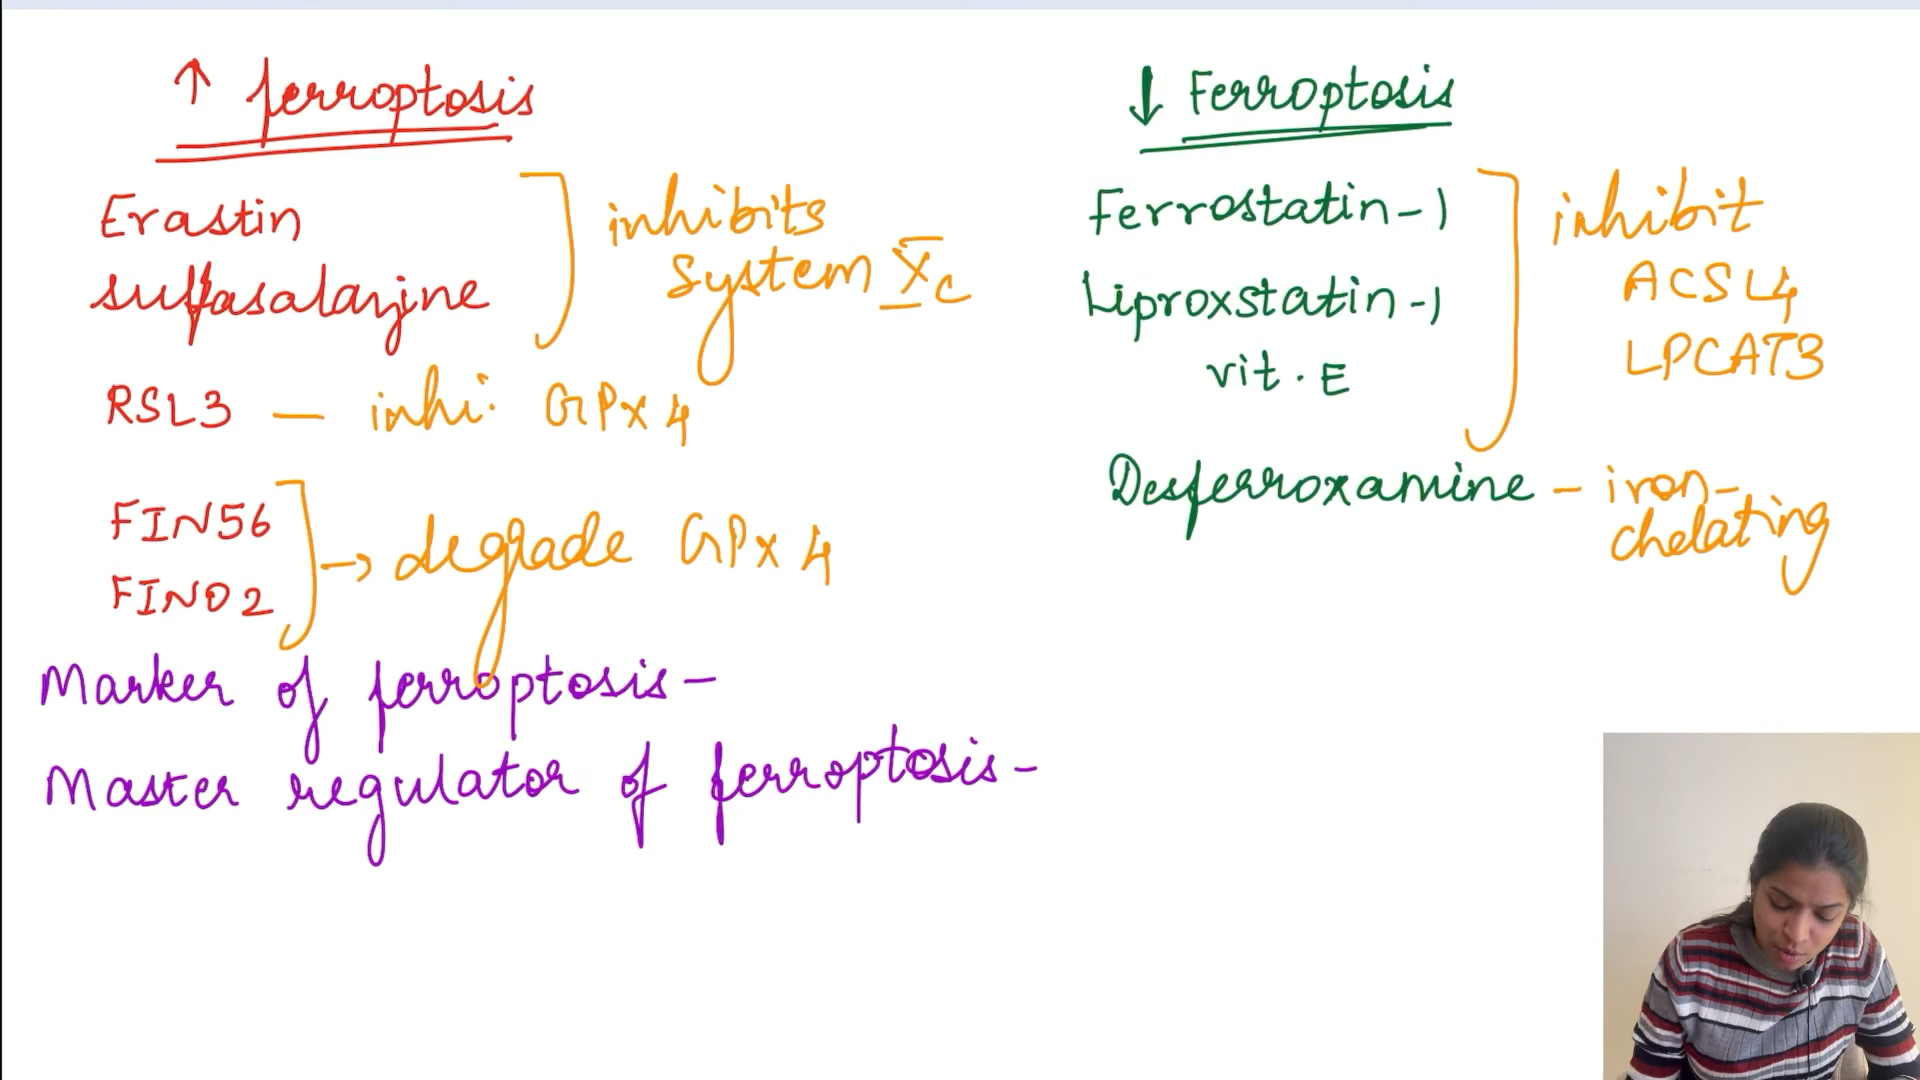 ↑ ferroptosis
Erastin
sulfasalazine
inhibits
system x̄c
RSL3 — inhi. GPx4
FIN56
FINO2
→ degrade GPx4
Marker of ferroptosis -
Master regulator of ferroptosis -
↓ Ferroptosis
Ferrostatin-1
Liproxstatin-1
vit. E
inhibit
ACSL4
LPCAT3
Desferroxamine - iron-
chelating